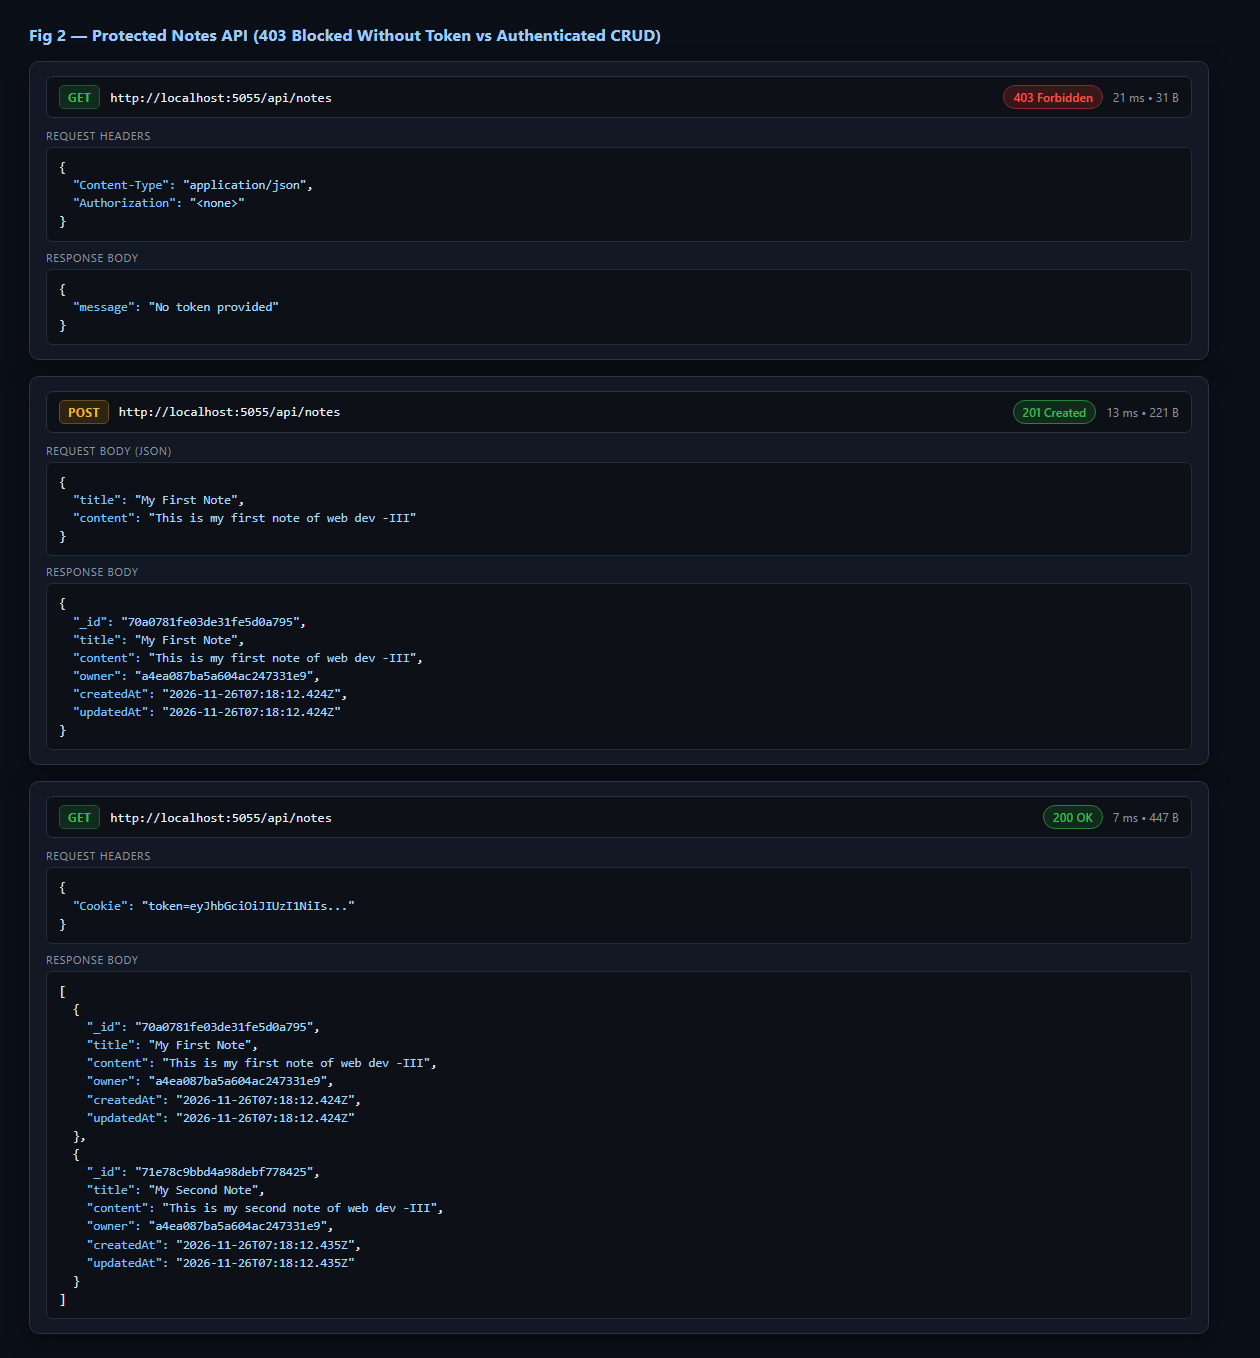 Fig 2 — Protected Notes API (403 Blocked Without Token vs Authenticated CRUD)
GET http://localhost:5055/api/notes 403 Forbidden 21 ms • 31 B
REQUEST HEADERS
{
  "Content-Type": "application/json",
  "Authorization": "<none>"
}
RESPONSE BODY
{
  "message": "No token provided"
}
POST http://localhost:5055/api/notes 201 Created 13 ms • 221 B
REQUEST BODY (JSON)
{
  "title": "My First Note",
  "content": "This is my first note of web dev -III"
}
RESPONSE BODY
{
  "_id": "70a0781fe03de31fe5d0a795",
  "title": "My First Note",
  "content": "This is my first note of web dev -III",
  "owner": "a4ea087ba5a604ac247331e9",
  "createdAt": "2026-11-26T07:18:12.424Z",
  "updatedAt": "2026-11-26T07:18:12.424Z"
}
GET http://localhost:5055/api/notes 200 OK 7 ms • 447 B
REQUEST HEADERS
{
  "Cookie": "token=eyJhbGciOiJIUzI1NiIs..."
}
RESPONSE BODY
[
  {
    "_id": "70a0781fe03de31fe5d0a795",
    "title": "My First Note",
    "content": "This is my first note of web dev -III",
    "owner": "a4ea087ba5a604ac247331e9",
    "createdAt": "2026-11-26T07:18:12.424Z",
    "updatedAt": "2026-11-26T07:18:12.424Z"
  },
  {
    "_id": "71e78c9bbd4a98debf778425",
    "title": "My Second Note",
    "content": "This is my second note of web dev -III",
    "owner": "a4ea087ba5a604ac247331e9",
    "createdAt": "2026-11-26T07:18:12.435Z",
    "updatedAt": "2026-11-26T07:18:12.435Z"
  }
]